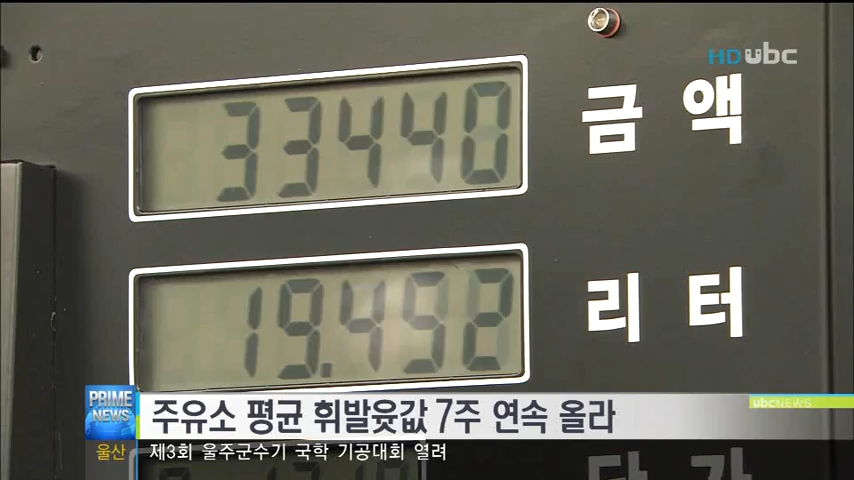 HD ubc
33440
금액
19.452
리터
PRIME NEWS
주유소 평균 휘발윳값 7주 연속 올라
ubcNEWS
울산
제3회 울주군수기 국학 기공대회 열려